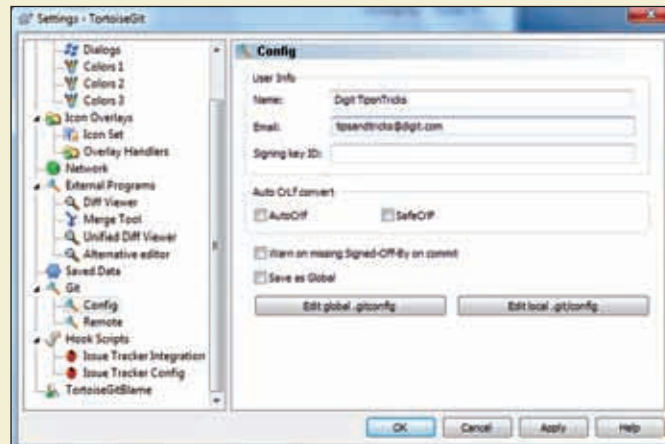 Settings - TortoiseGit
Dialogs
Colors 1
Colors 2
Colors 3
Icon Overlays
Icon Set
Overlay Handlers
Network
External Programs
Diff Viewer
Merge Tool
Unified Diff Viewer
Alternative editor
Saved Data
Git
Config
Remote
Hook Scripts
Issue Tracker Integration
Issue Tracker Config
TortoiseGitBlame
Config
User Info
Name: Digit TipsnTricks
Email: tipsandtricks@digit.com
Signing key ID:
Auto CrLf convert
AutoCrlf SafeCrlf
Warn on missing Signed-Off-By on commit
Save as Global
Edit global .gitconfig Edit local .git/config
OK Cancel Apply Help